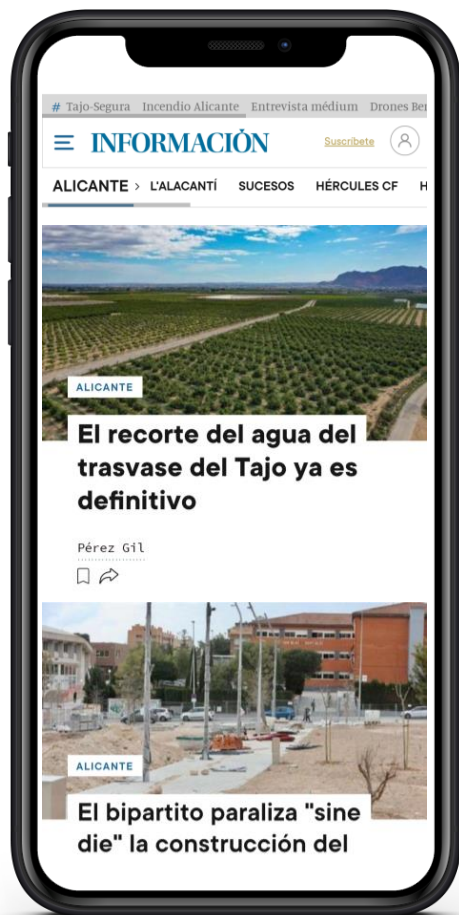 # Tajo-Segura Incendio Alicante Entrevista médium Drones Ber
INFORMACIÓN Suscríbete
ALICANTE > L'ALACANTÍ SUCESOS HÉRCULES CF H
ALICANTE
El recorte del agua del
trasvase del Tajo ya es
definitivo
Pérez Gil
ALICANTE
El bipartito paraliza "sine
die" la construcción del